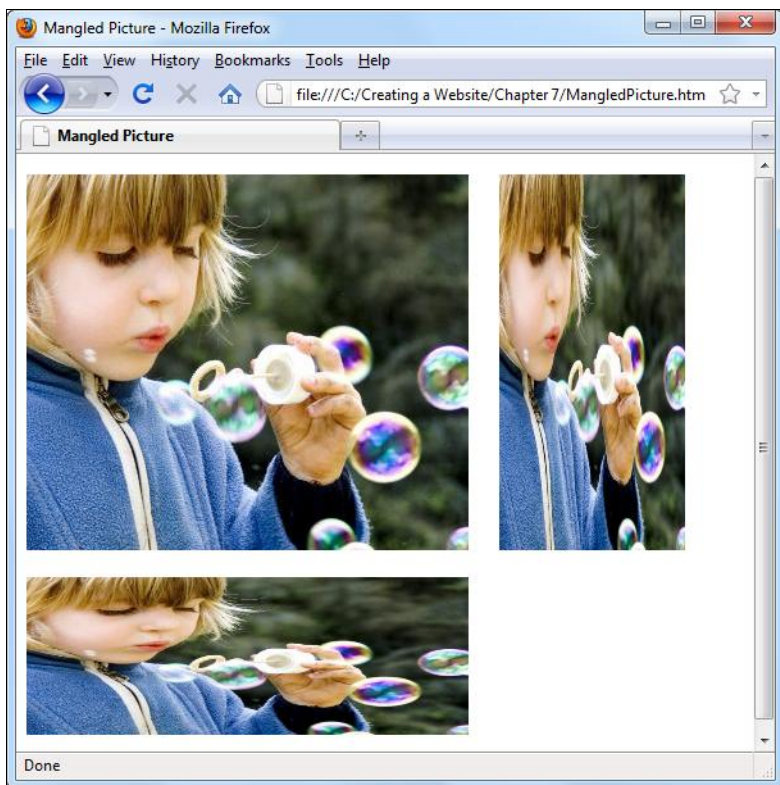 Mangled Picture - Mozilla Firefox
File Edit View History Bookmarks Tools Help
file:///C:/Creating a Website/Chapter 7/MangledPicture.htm
Mangled Picture
Done